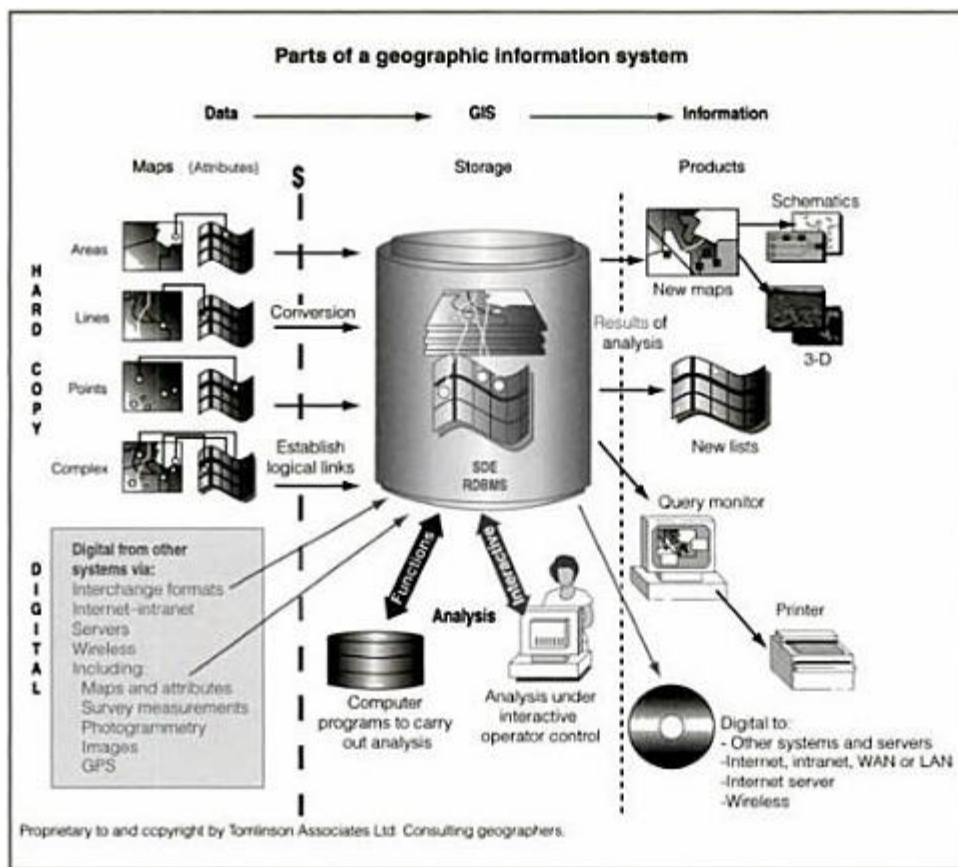 Parts of a geographic information system
Data
GIS
Information
Maps
(Attributes)
$
Storage
Products
HARD COPY
Areas
Lines
Points
Complex
Conversion
Establish
logical links
SDE
RDBMS
Results of
analysis
Schematics
New maps
3-D
New lists
Query monitor
Printer
DIGITAL
Digital from other
systems via:
Interchange formats
Internet–intranet
Servers
Wireless
Including:
Maps and attributes
Survey measurements
Photogrammetry
Images
GPS
Functions
Interactive
Analysis
Computer
programs to carry
out analysis
Analysis under
interactive
operator control
Digital to:
- Other systems and servers
-Internet, intranet, WAN or LAN
-Internet server
-Wireless
Proprietary to and copyright by Tomlinson Associates Ltd. Consulting geographers.